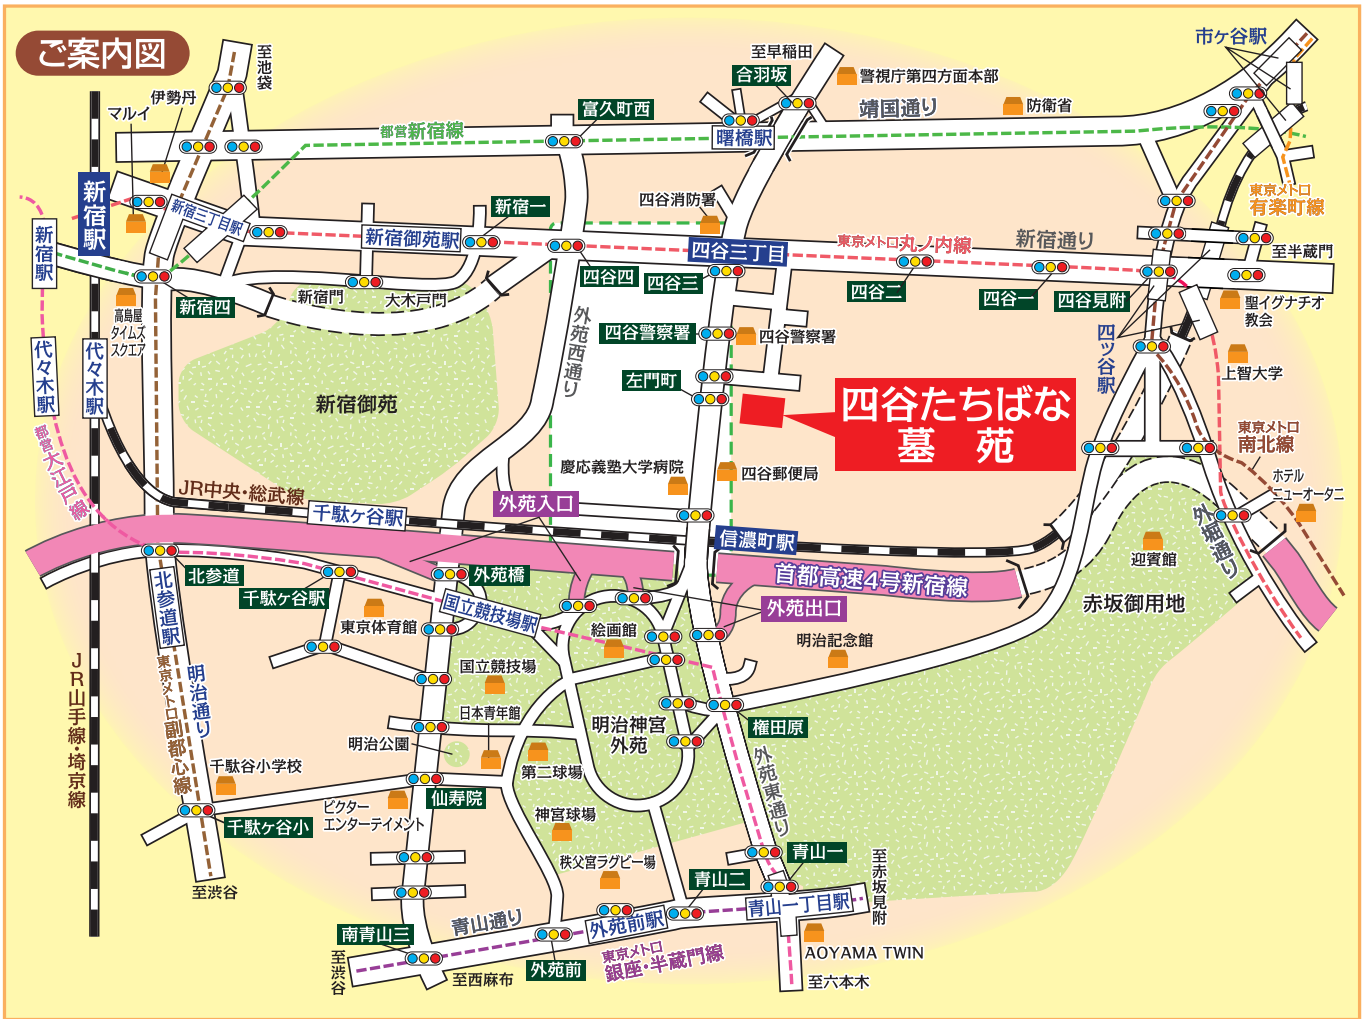 ご案内図
至池袋
伊勢丹
マルイ
都営新宿線
富久町西
至早稲田
合羽坂
警視庁第四方面本部
曙橋駅
靖国通り
防衛省
市ヶ谷駅
東京メトロ
有楽町線
新宿駅
新宿駅
新宿三丁目駅
新宿御苑駅
新宿一
四谷消防署
四谷三丁目
東京メトロ丸ノ内線
新宿通り
至半蔵門
新宿四
新宿門
大木戸門
四谷四
四谷三
四谷二
四谷一
四谷見附
聖イグナチオ
教会
高島屋
タイムズ
スクエア
代々木駅
代々木駅
外苑西通り
四谷警察署
四谷警察署
左門町
四ツ谷駅
上智大学
新宿御苑
四谷たちばな
墓苑
東京メトロ
南北線
都営大江戸線
JR中央・総武線
慶応義塾大学病院
四谷郵便局
ホテル
ニューオータニ
千駄ヶ谷駅
外苑入口
信濃町駅
外堀通り
迎賓館
北参道
北参道駅
千駄ヶ谷駅
外苑橋
首都高速4号新宿線
外苑出口
赤坂御用地
国立競技場駅
東京体育館
絵画館
明治記念館
JR山手線・埼京線
東京メトロ副都心線
明治通り
国立競技場
日本青年館
明治公園
明治神宮
外苑
権田原
外苑東通り
第二球場
千駄谷小学校
ビクター
エンターテイメント
仙寿院
神宮球場
千駄ヶ谷小
秩父宮ラグビー場
青山一
至赤坂見附
至渋谷
青山二
青山一丁目駅
青山通り
外苑前駅
南青山三
外苑前
東京メトロ
銀座・半蔵門線
AOYAMA TWIN
至渋谷
至西麻布
至六本木